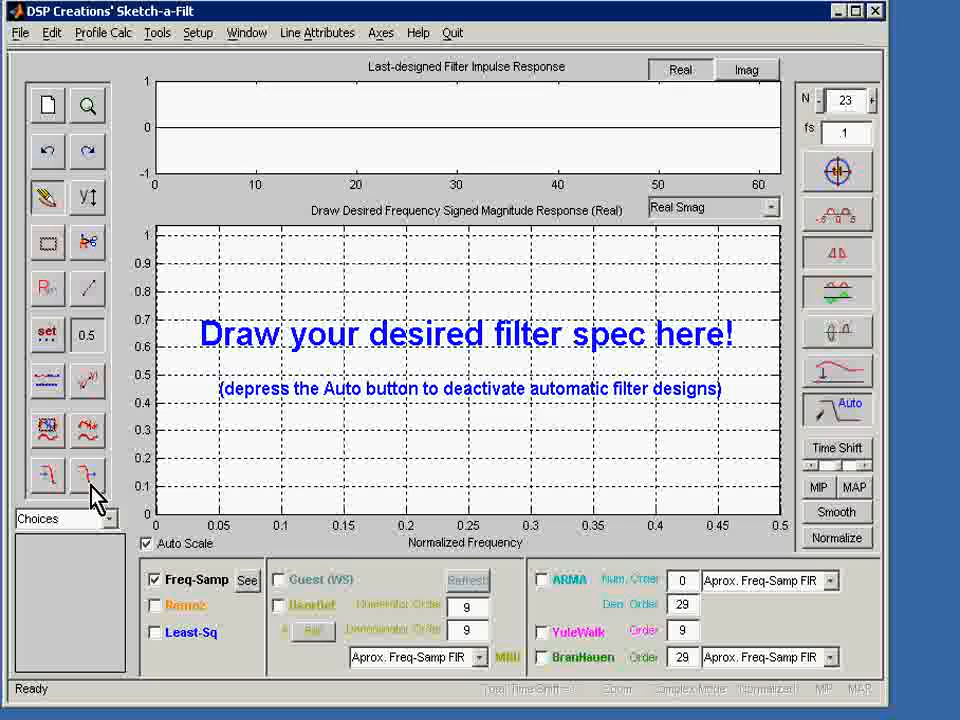 DSP Creations' Sketch-a-Filt
File Edit Profile Calc Tools Setup Window Line Attributes Axes Help Quit
Last-designed Filter Impulse Response
Real Imag
1
0
-1
0 10 20 30 40 50 60
Draw Desired Frequency Signed Magnitude Response (Real)
Real Smag
N - 23 +
fs 1
y
set 0.5
1
0.9
0.8
0.7
0.6
0.5
0.4
0.3
0.2
0.1
0
Draw your desired filter spec here!
(depress the Auto button to deactivate automatic filter designs)
0 0.05 0.1 0.15 0.2 0.25 0.3 0.35 0.4 0.45 0.5
Auto Scale
Normalized Frequency
Auto
Time Shift
MIP MAP
Smooth
Normalize
Choices
Freq-Samp See
Remez
Least-Sq
Guest (WS) Refresh
Numerator Order 9
Denominator Order 9
Aprox. Freq-Samp FIR
ARMA Num. Order 0 Aprox. Freq-Samp FIR
Den. Order 29
YuleWalk Order 9
BranHauen Order 29 Aprox. Freq-Samp FIR
Ready
Zoom Complex Mode Normalized MIP MAP